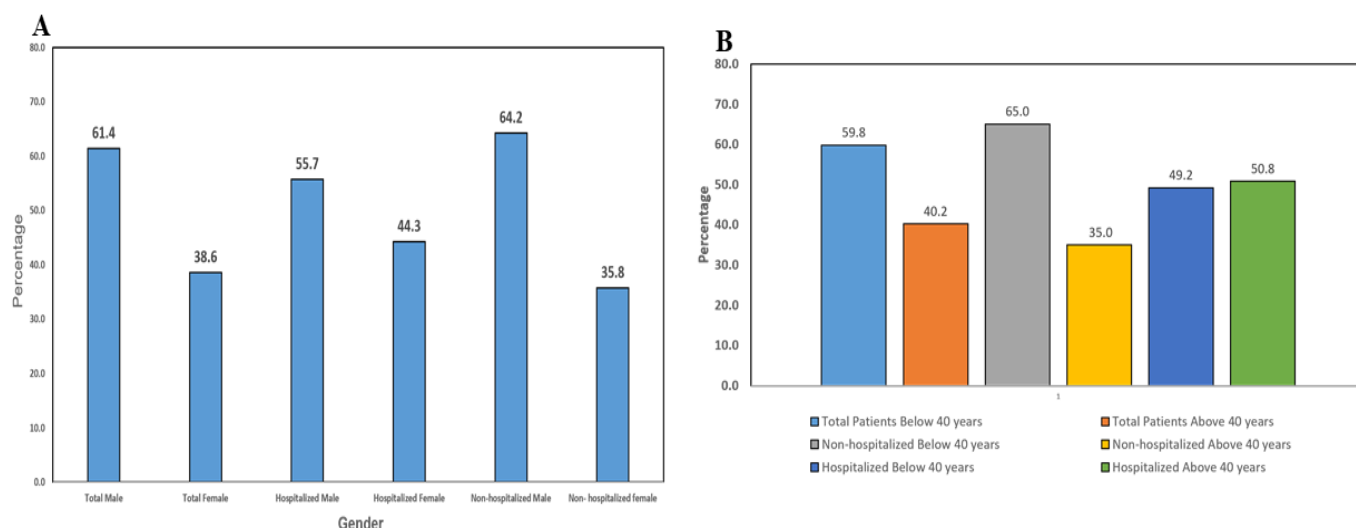 A
80.0
70.0
60.0
50.0
40.0
30.0
20.0
10.0
0.0
Percentage
61.4
38.6
55.7
44.3
64.2
35.8
Total Male
Total Female
Hospitalized Male
Hospitalized Female
Non-hospitalized Male
Non- hospitalized female
Gender
B
80.0
70.0
60.0
50.0
40.0
30.0
20.0
10.0
0.0
Percentage
59.8
40.2
65.0
35.0
49.2
50.8
1
Total Patients Below 40 years
Total Patients Above 40 years
Non-hospitalized Below 40 years
Non-hospitalized Above 40 years
Hospitalized Below 40 years
Hospitalized Above 40 years